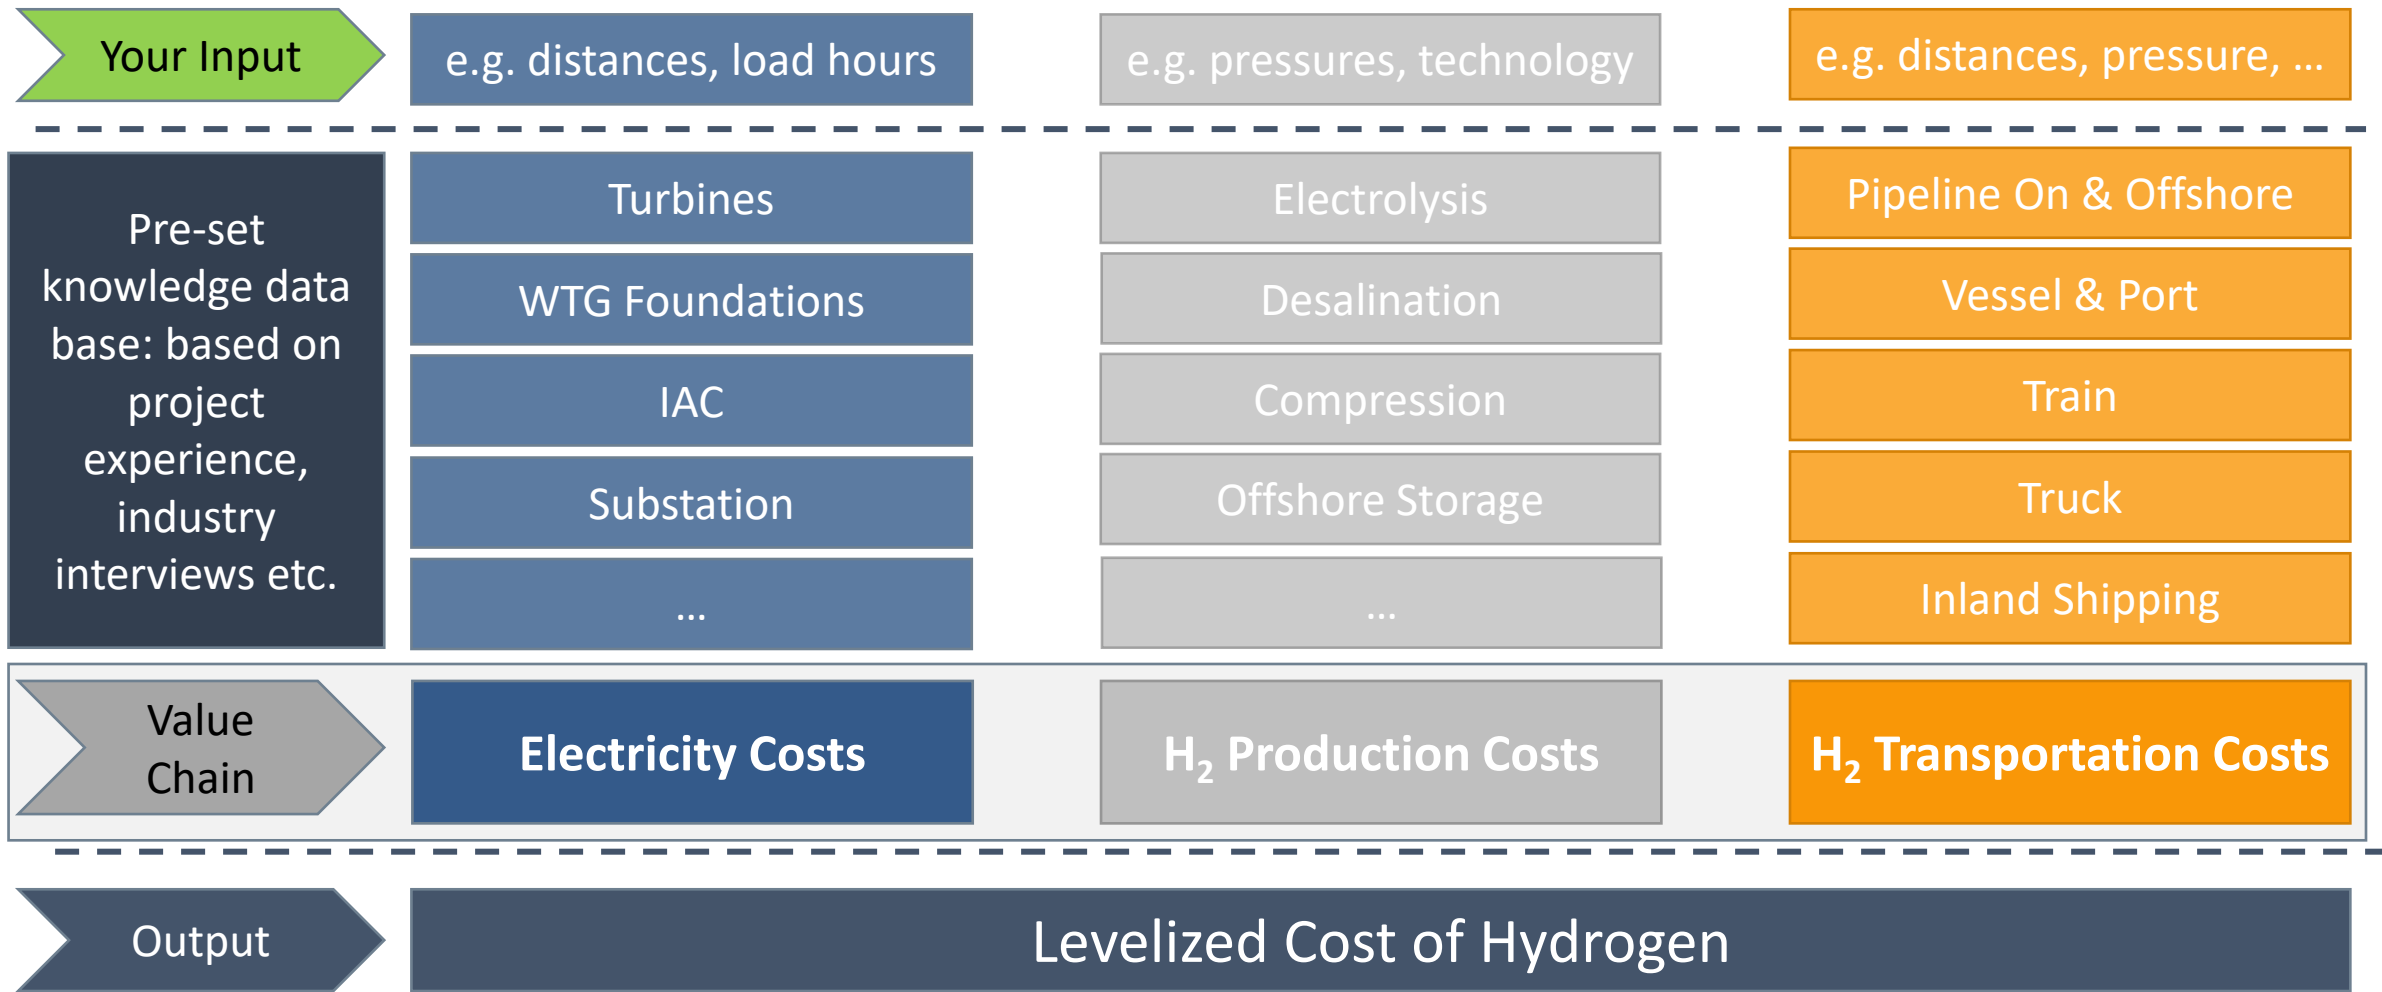 Your Input
e.g. distances, load hours
e.g. pressures, technology
e.g. distances, pressure, ...
Pre-set
knowledge data
base: based on
project
experience,
industry
interviews etc.
Turbines
WTG Foundations
IAC
Substation
...
Electrolysis
Desalination
Compression
Offshore Storage
...
Pipeline On & Offshore
Vessel & Port
Train
Truck
Inland Shipping
Value
Chain
Electricity Costs
H₂ Production Costs
H₂ Transportation Costs
Output
Levelized Cost of Hydrogen